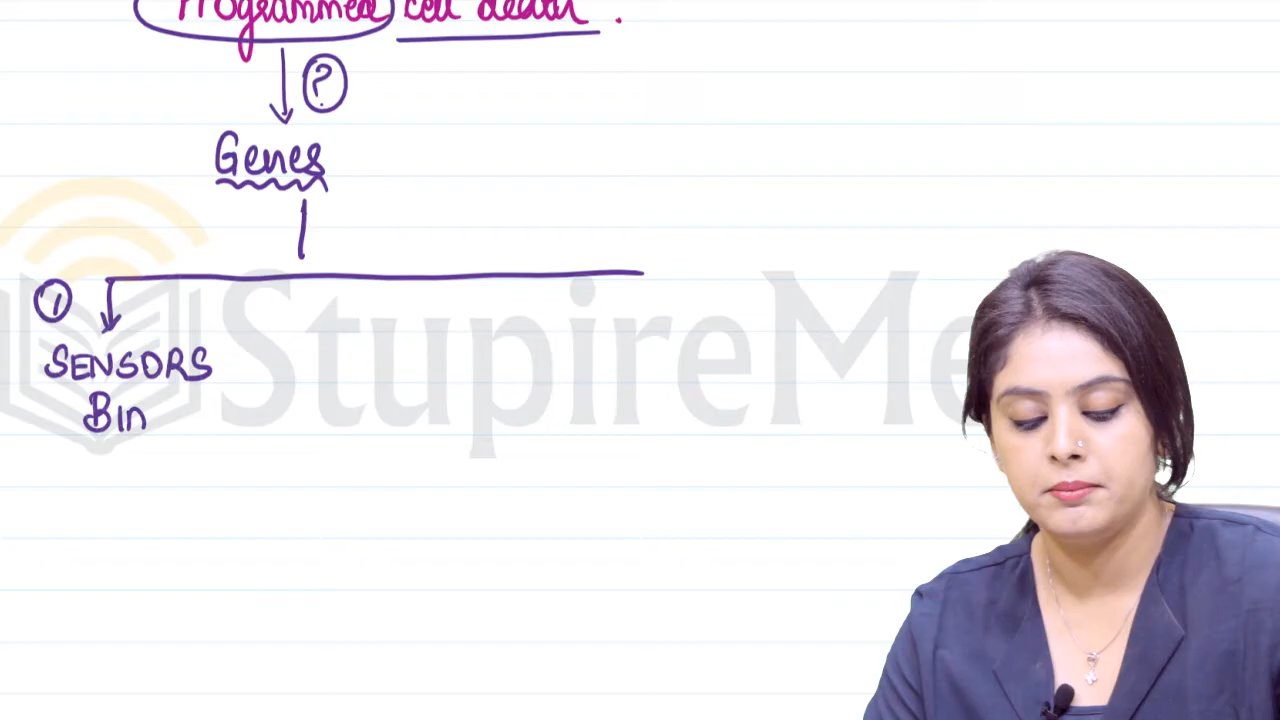 Programmed cell death.
?
Genes
1
SENSORS
Bin
StupireMe